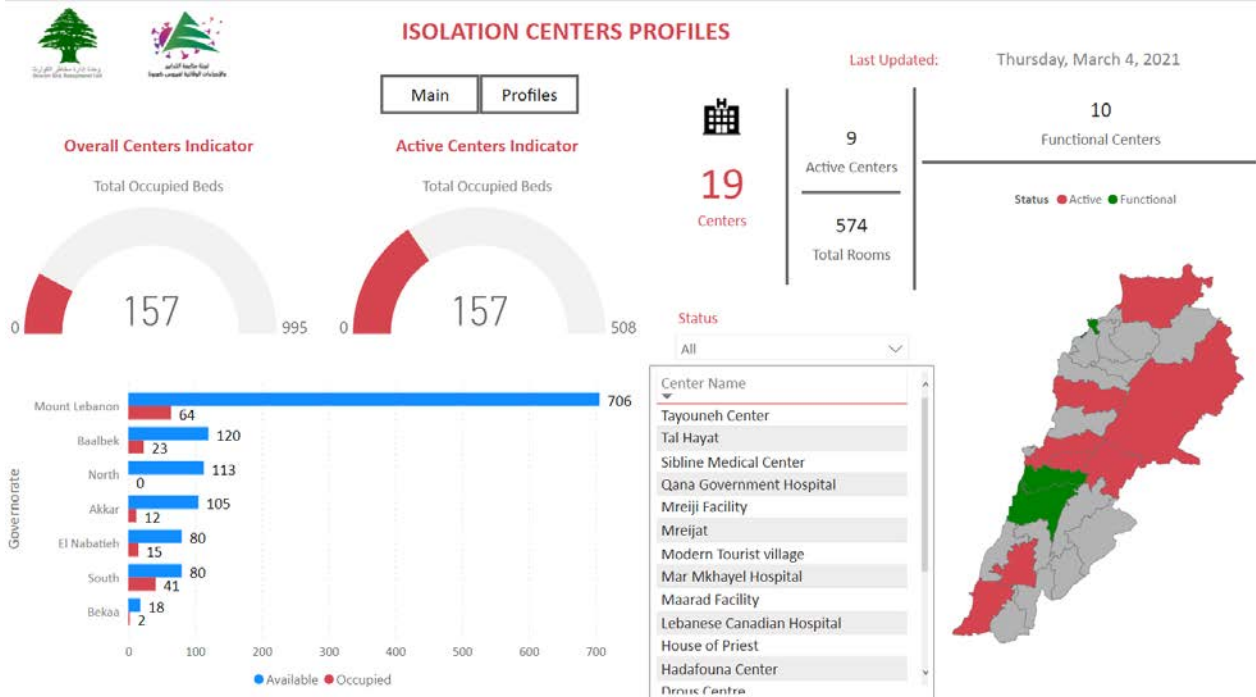 ISOLATION CENTERS PROFILES
Last Updated:
Thursday, March 4, 2021
Main
Profiles
Overall Centers Indicator
Total Occupied Beds
157
0
995
Active Centers Indicator
Total Occupied Beds
157
0
508
H
19
Centers
9
Active Centers
574
Total Rooms
10
Functional Centers
Status Active Functional
Status
All
Center Name
Tayouneh Center
Tal Hayat
Sibline Medical Center
Qana Government Hospital
Mreiji Facility
Mreijat
Modern Tourist village
Mar Mkhayel Hospital
Maarad Facility
Lebanese Canadian Hospital
House of Priest
Hadafouna Center
Drous Centre
Governorate
Mount Lebanon 706
64
Baalbek 120
23
North 113
0
Akkar 105
12
El Nabatieh 80
15
South 80
41
Bekaa 18
2
0 100 200 300 400 500 600 700
Available Occupied